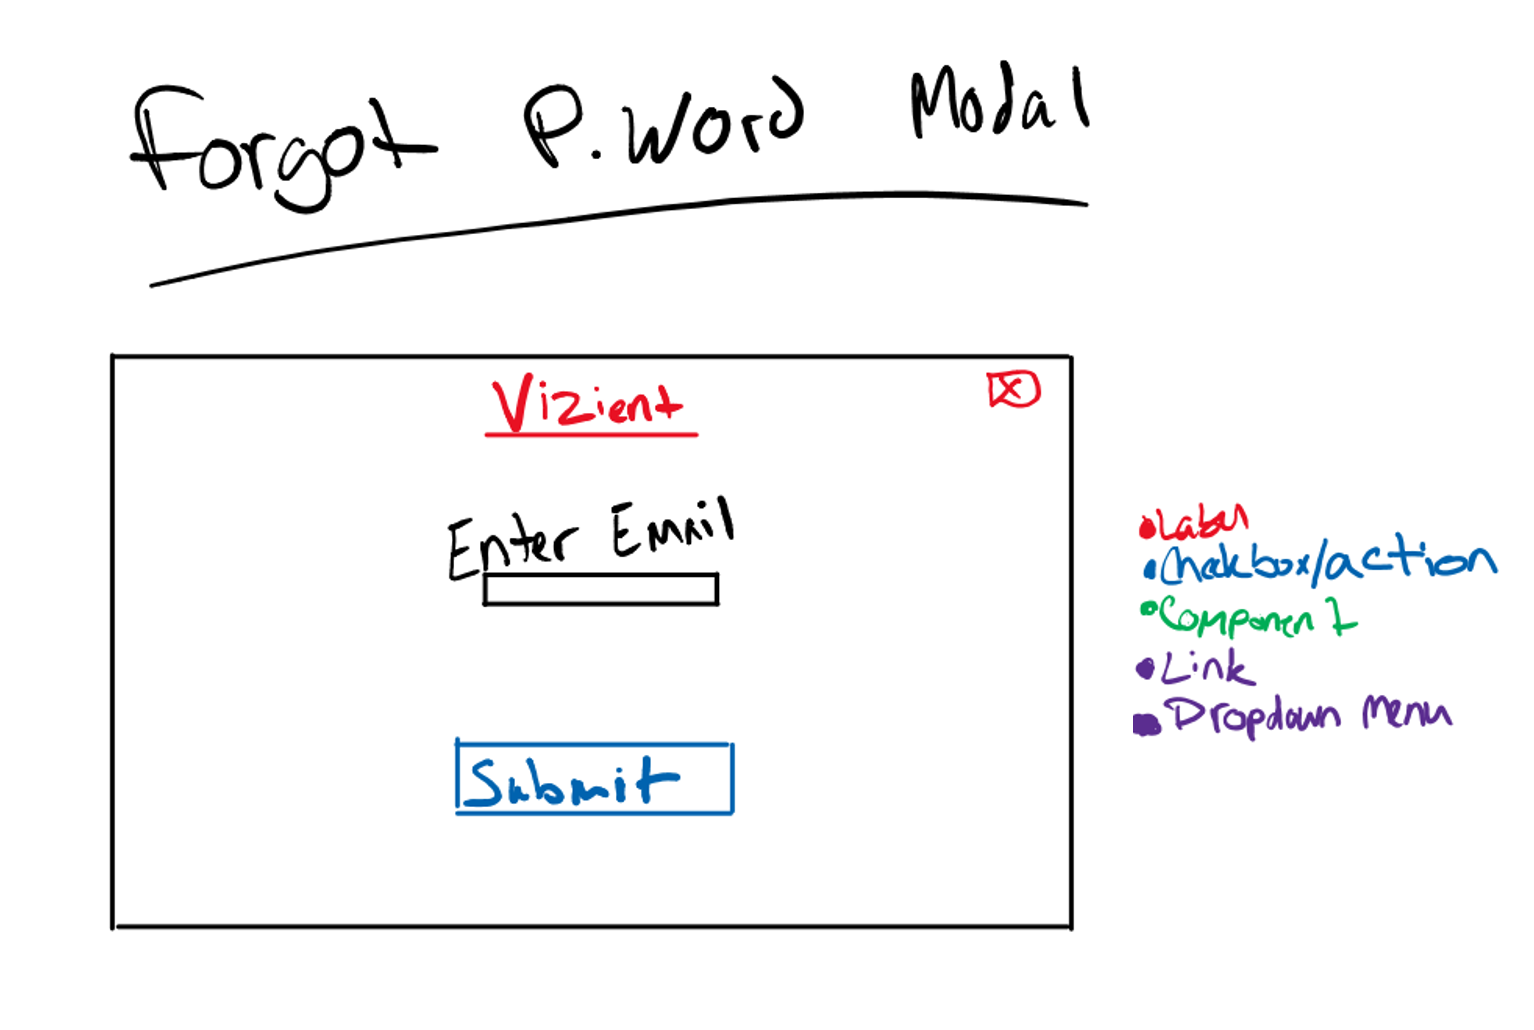 Forgot P.Word Modal
Vizient
X
Enter Email
Submit
Label
Checkbox/action
Component
Link
Dropdown Menu